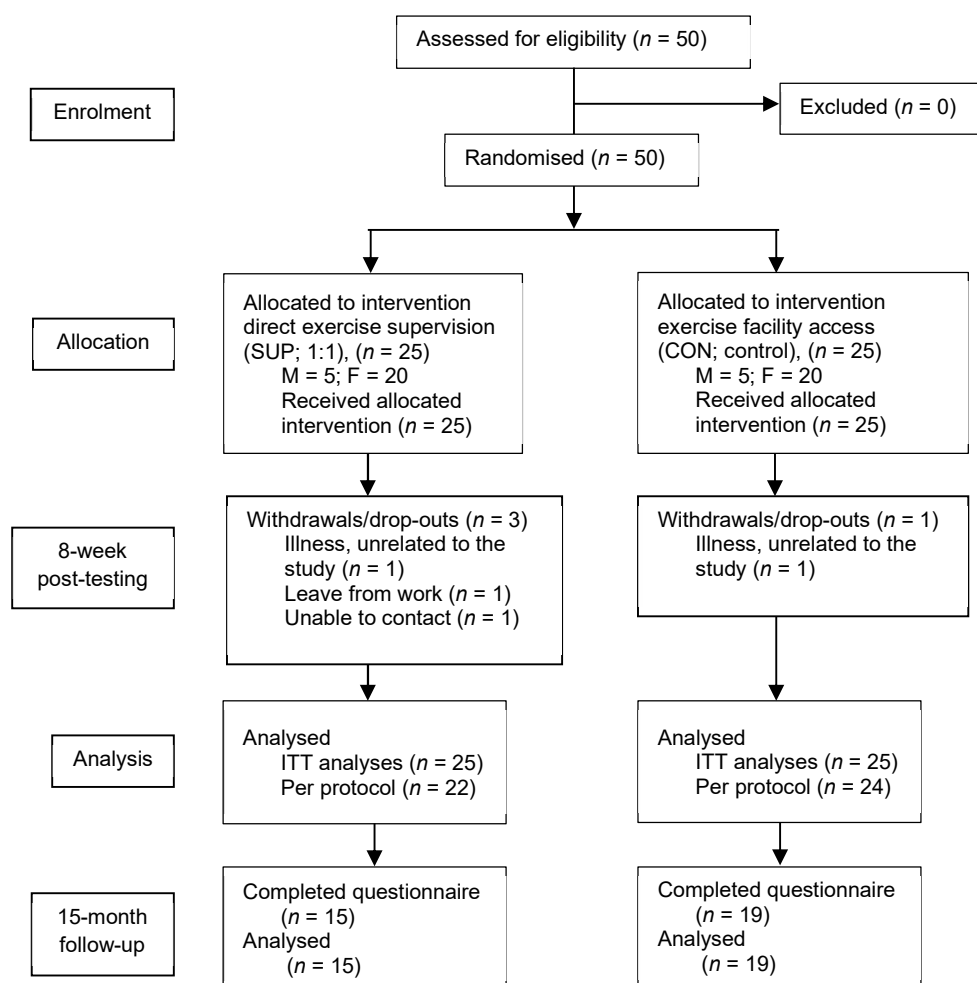 Assessed for eligibility (n = 50)
Enrolment
Excluded (n = 0)
Randomised (n = 50)
Allocation
Allocated to intervention
direct exercise supervision
(SUP; 1:1), (n = 25)
M = 5; F = 20
Received allocated
intervention (n = 25)
Allocated to intervention
exercise facility access
(CON; control), (n = 25)
M = 5; F = 20
Received allocated
intervention (n = 25)
8-week
post-testing
Withdrawals/drop-outs (n = 3)
Illness, unrelated to the
study (n = 1)
Leave from work (n = 1)
Unable to contact (n = 1)
Withdrawals/drop-outs (n = 1)
Illness, unrelated to the
study (n = 1)
Analysis
Analysed
ITT analyses (n = 25)
Per protocol (n = 22)
Analysed
ITT analyses (n = 25)
Per protocol (n = 24)
15-month
follow-up
Completed questionnaire
(n = 15)
Analysed
(n = 15)
Completed questionnaire
(n = 19)
Analysed
(n = 19)